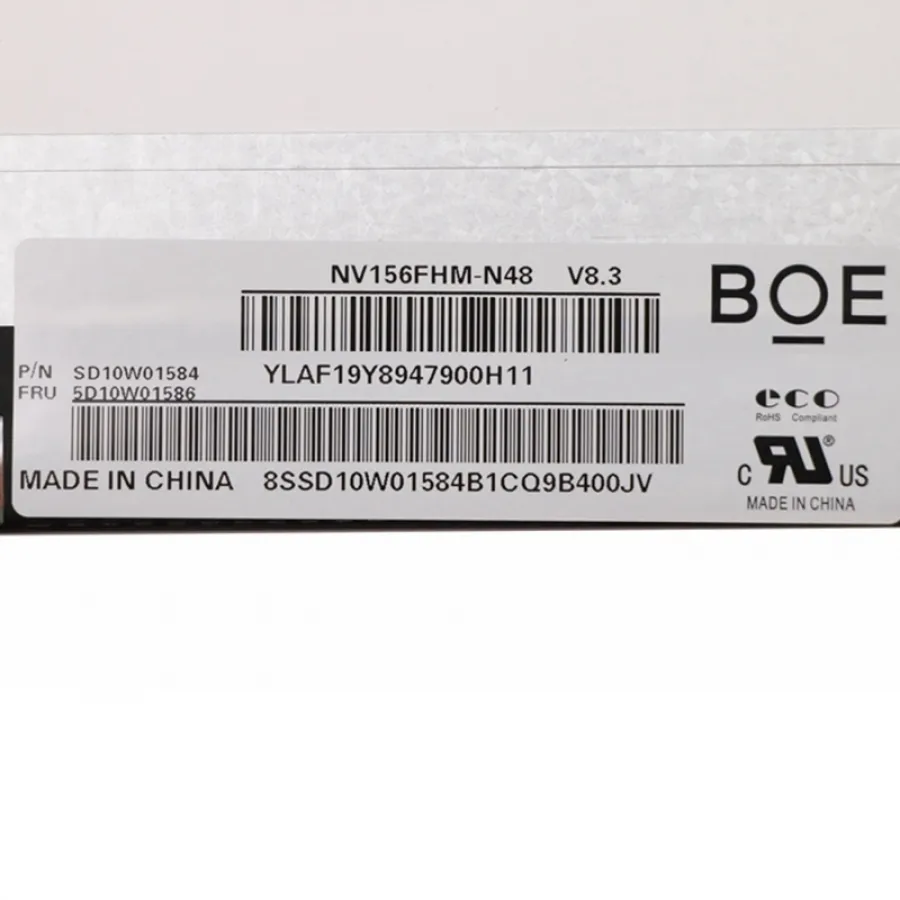 NV156FHM-N48 V8.3
BOE
P/N SD10W01584
YLAF19Y8947900H11
FRU 5D10W01586
eco
RoHS Compliant
MADE IN CHINA 8SSD10W01584B1CQ9B400JV
C RU ® US
MADE IN CHINA